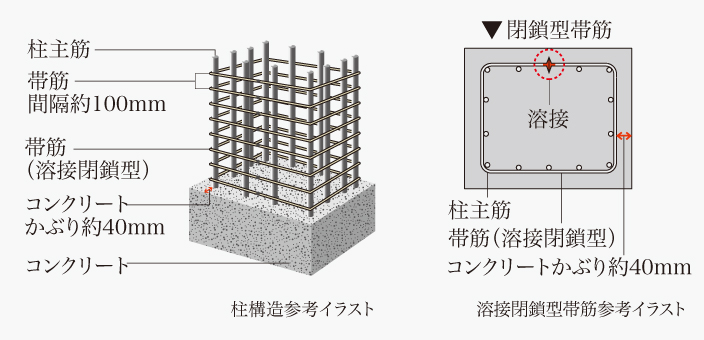 柱主筋
帯筋
間隔約100mm
帯筋
（溶接閉鎖型）
コンクリート
かぶり約40mm
コンクリート
柱構造参考イラスト
▼閉鎖型帯筋
溶接
柱主筋
帯筋（溶接閉鎖型）
コンクリートかぶり約40mm
溶接閉鎖型帯筋参考イラスト